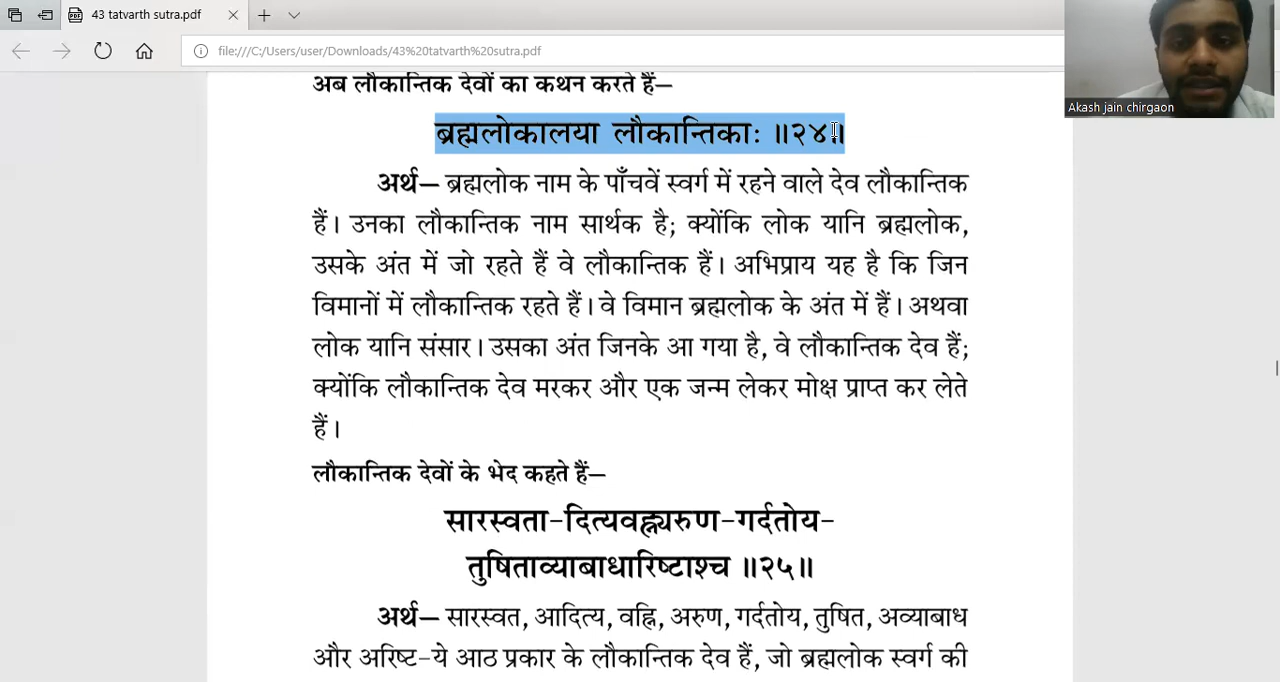 43 tatvarth sutra.pdf
file:///C:/Users/user/Downloads/43%20tatvarth%20sutra.pdf
Akash jain chirgaon
अब लौकान्तिक देवों का कथन करते हैं—
ब्रह्मलोकालया लौकान्तिकाः ॥२४॥
अर्थ— ब्रह्मलोक नाम के पाँचवें स्वर्ग में रहने वाले देव लौकान्तिक
हैं। उनका लौकान्तिक नाम सार्थक है; क्योंकि लोक यानि ब्रह्मलोक,
उसके अंत में जो रहते हैं वे लौकान्तिक हैं। अभिप्राय यह है कि जिन
विमानों में लौकान्तिक रहते हैं। वे विमान ब्रह्मलोक के अंत में हैं। अथवा
लोक यानि संसार। उसका अंत जिनके आ गया है, वे लौकान्तिक देव हैं;
क्योंकि लौकान्तिक देव मरकर और एक जन्म लेकर मोक्ष प्राप्त कर लेते
हैं।
लौकान्तिक देवों के भेद कहते हैं—
सारस्वता-दित्यवह्न्यरुण-गर्दतोय-
तुषिताव्याबाधारिष्टाश्च ॥२५॥
अर्थ— सारस्वत, आदित्य, वह्नि, अरुण, गर्दतोय, तुषित, अव्याबाध
और अरिष्ट-ये आठ प्रकार के लौकान्तिक देव हैं, जो ब्रह्मलोक स्वर्ग की